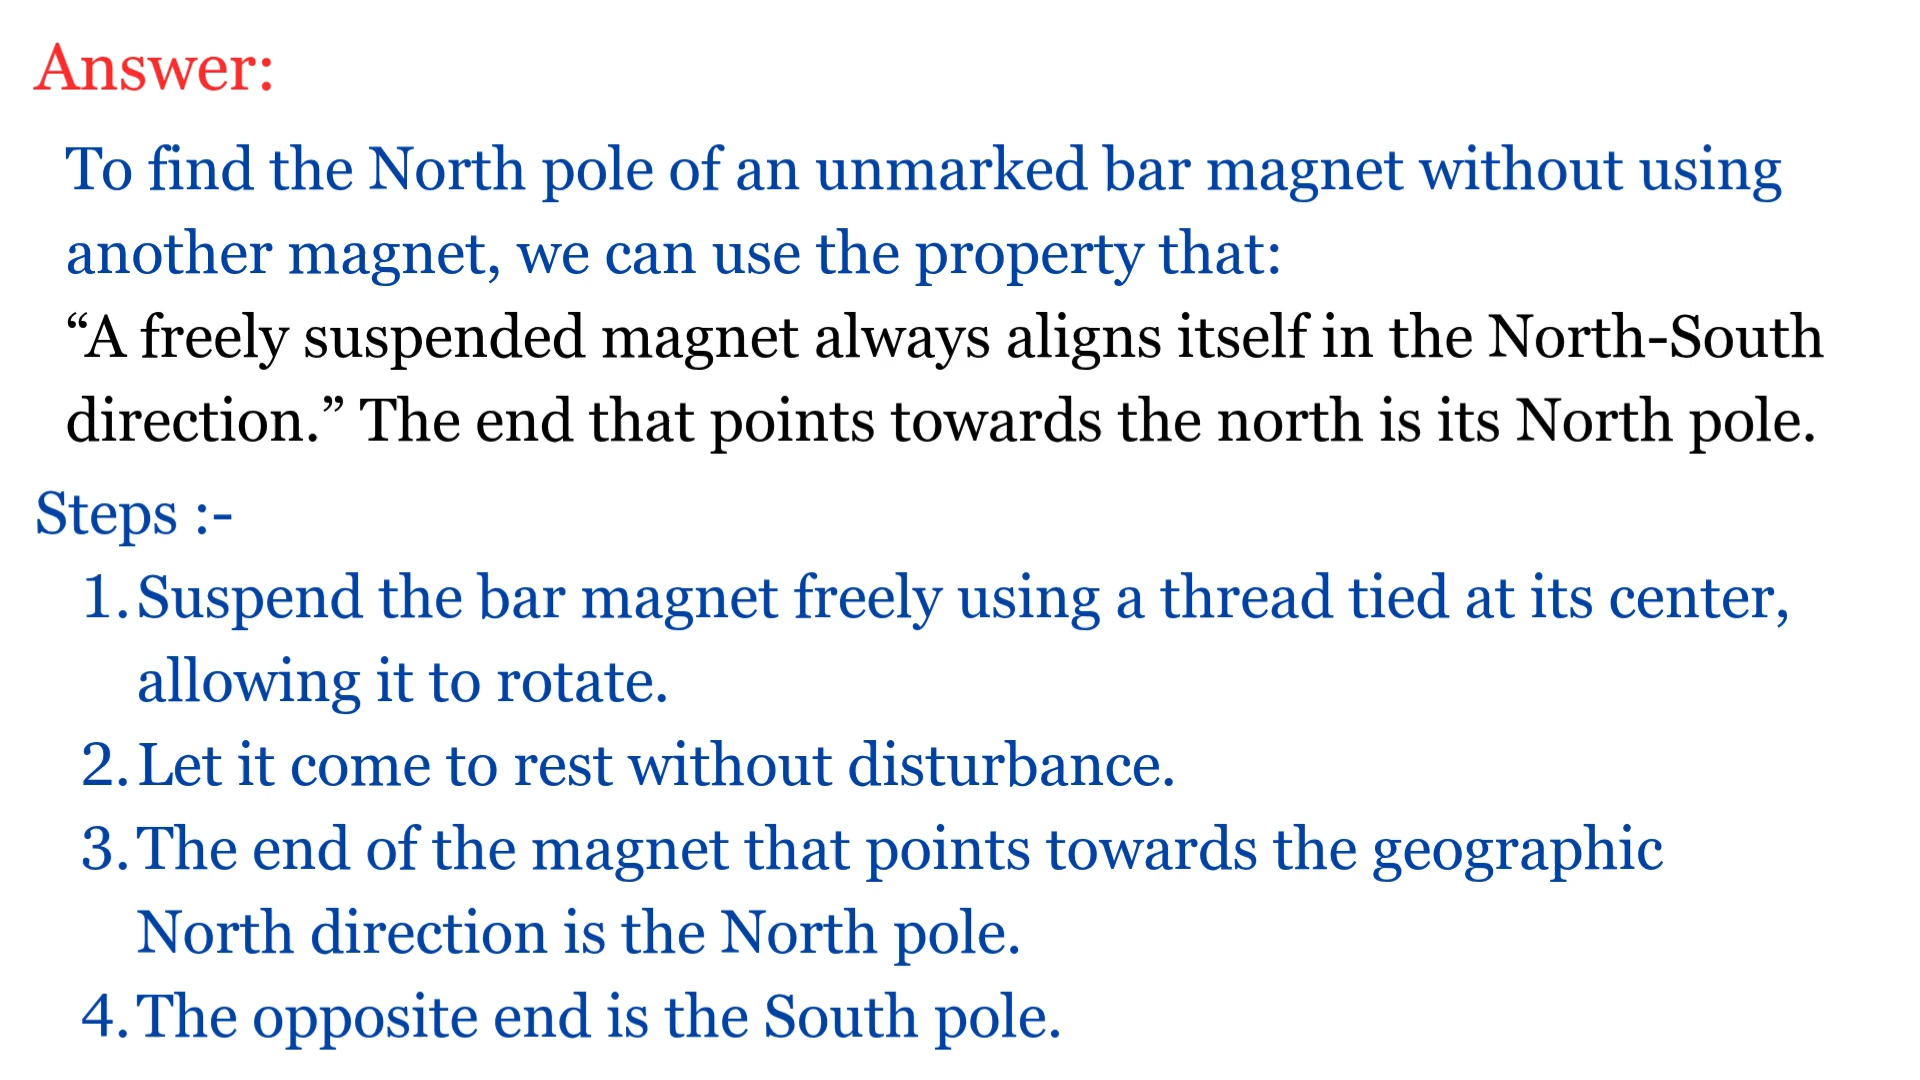 Answer:
To find the North pole of an unmarked bar magnet without using
another magnet, we can use the property that:
“A freely suspended magnet always aligns itself in the North-South
direction.” The end that points towards the north is its North pole.
Steps :-
1. Suspend the bar magnet freely using a thread tied at its center,
allowing it to rotate.
2. Let it come to rest without disturbance.
3. The end of the magnet that points towards the geographic
North direction is the North pole.
4. The opposite end is the South pole.